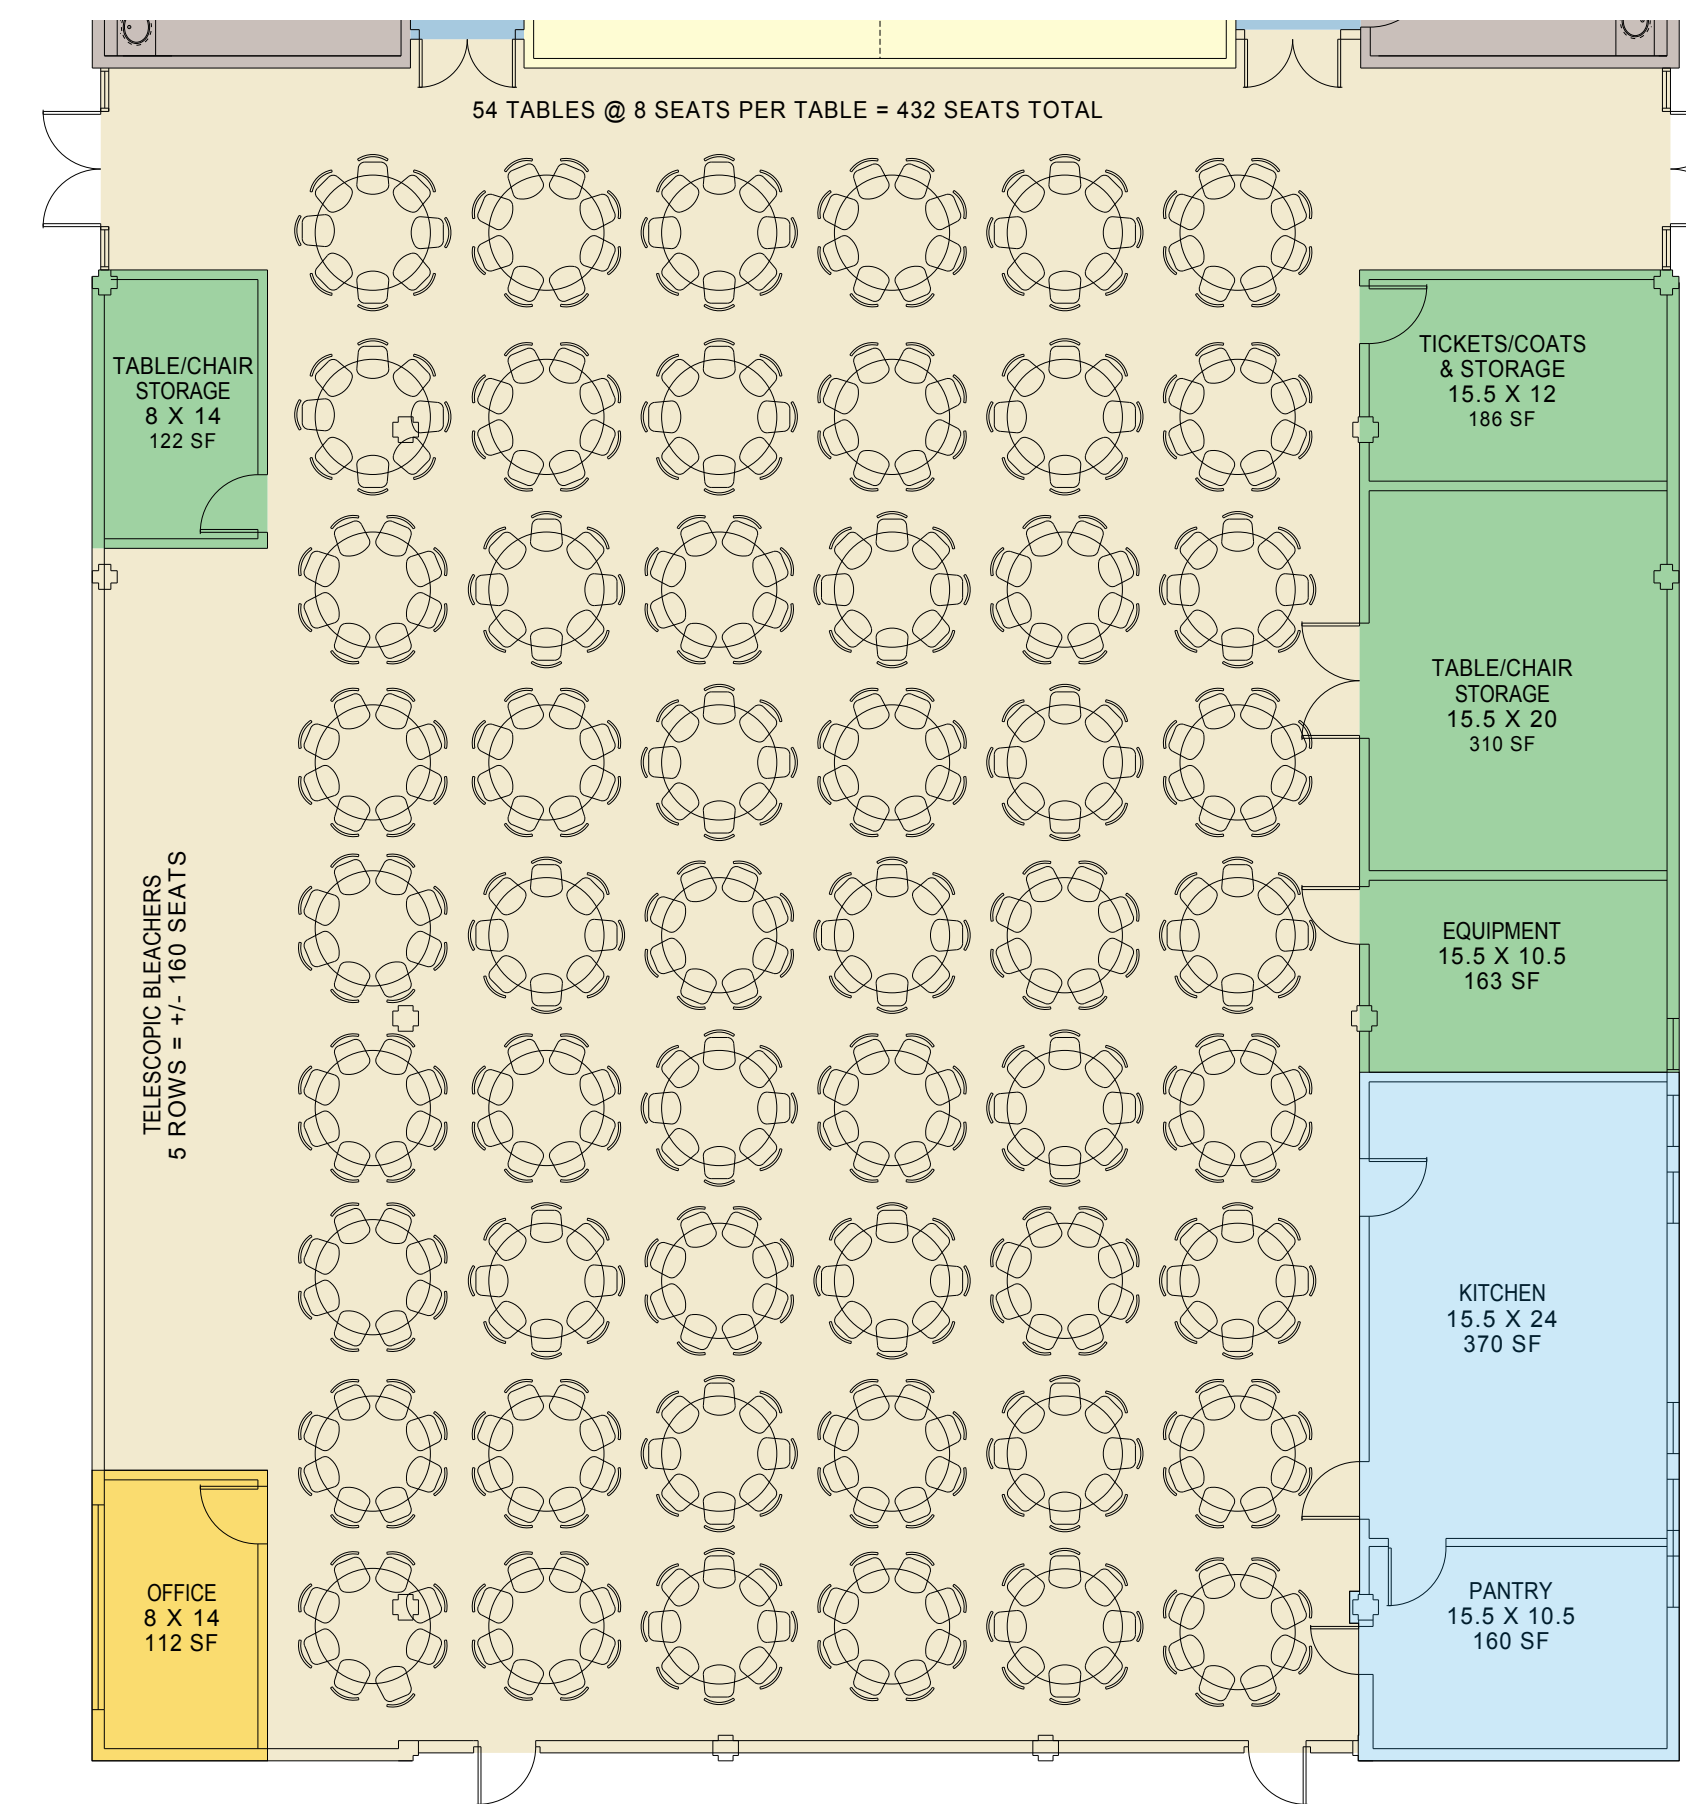 54 TABLES @ 8 SEATS PER TABLE = 432 SEATS TOTAL
TABLE/CHAIR
STORAGE
8 X 14
122 SF
TICKETS/COATS
& STORAGE
15.5 X 12
186 SF
TABLE/CHAIR
STORAGE
15.5 X 20
310 SF
TELESCOPIC BLEACHERS
5 ROWS = +/- 160 SEATS
EQUIPMENT
15.5 X 10.5
163 SF
KITCHEN
15.5 X 24
370 SF
OFFICE
8 X 14
112 SF
PANTRY
15.5 X 10.5
160 SF